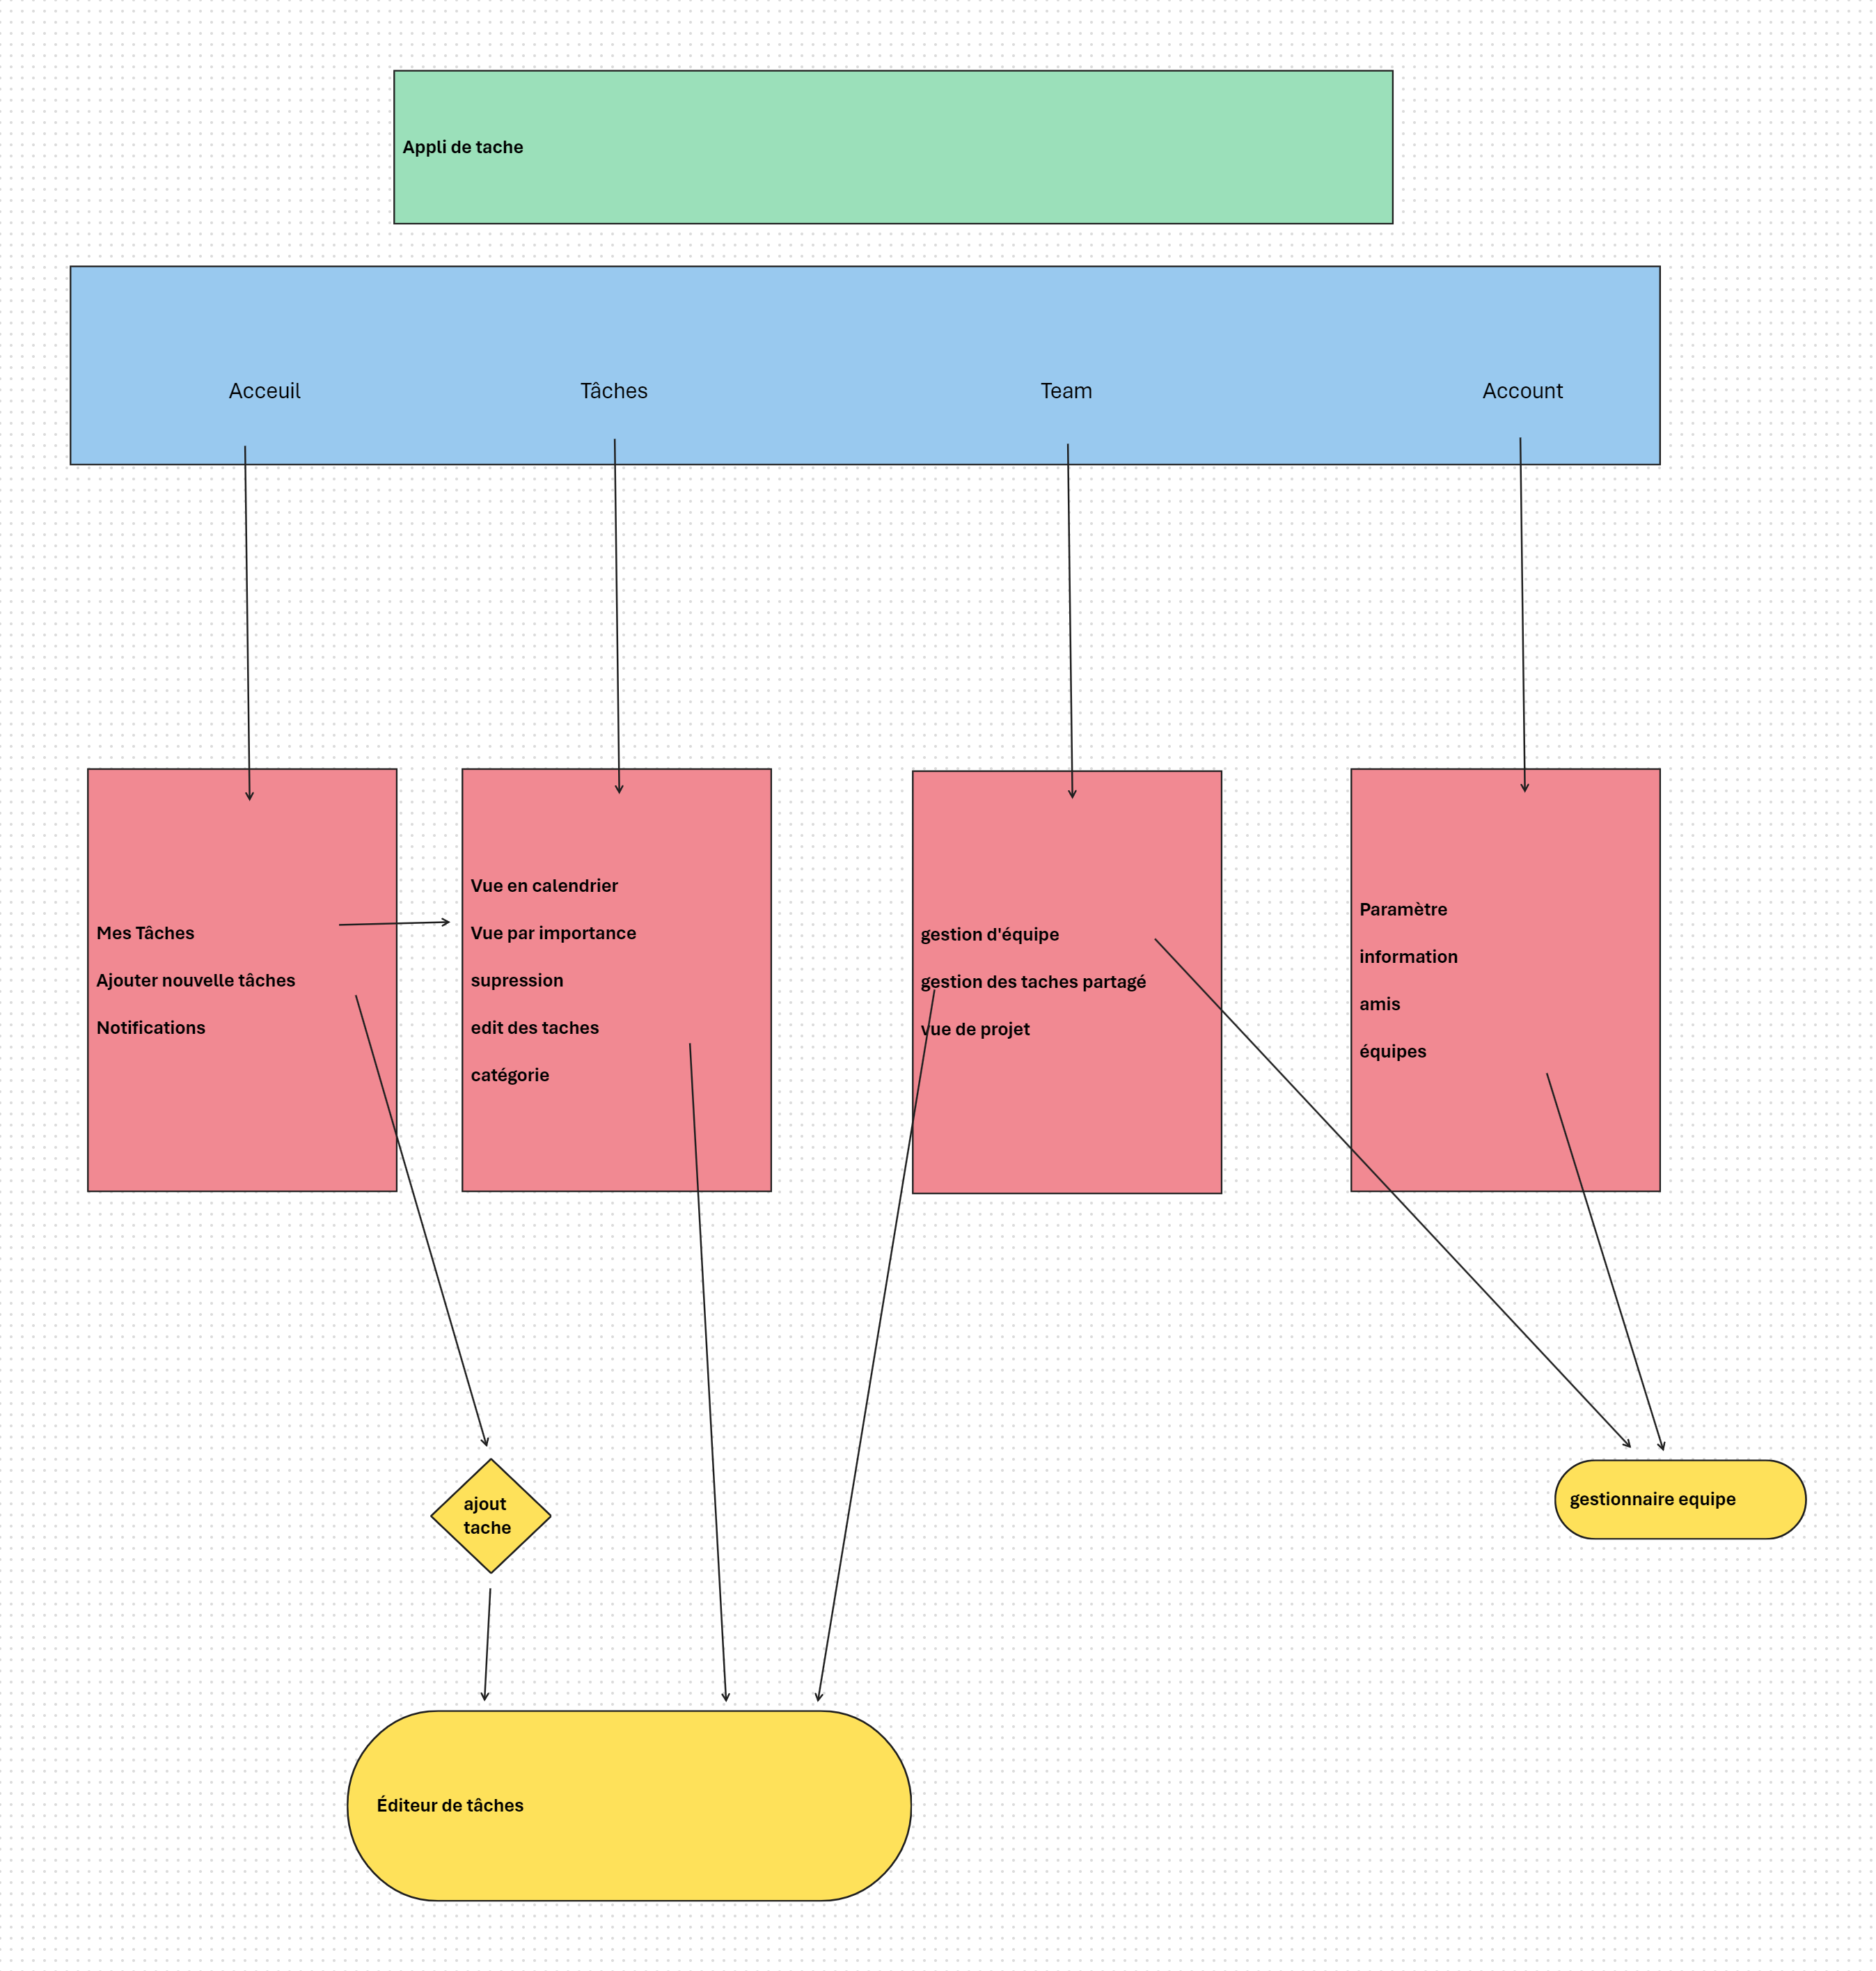 Appli de tache
Acceuil
Tâches
Team
Account
Mes Tâches
Ajouter nouvelle tâches
Notifications
Vue en calendrier
Vue par importance
supression
edit des taches
catégorie
gestion d'équipe
gestion des taches partagé
vue de projet
Paramètre
information
amis
équipes
ajout
tache
gestionnaire equipe
Éditeur de tâches